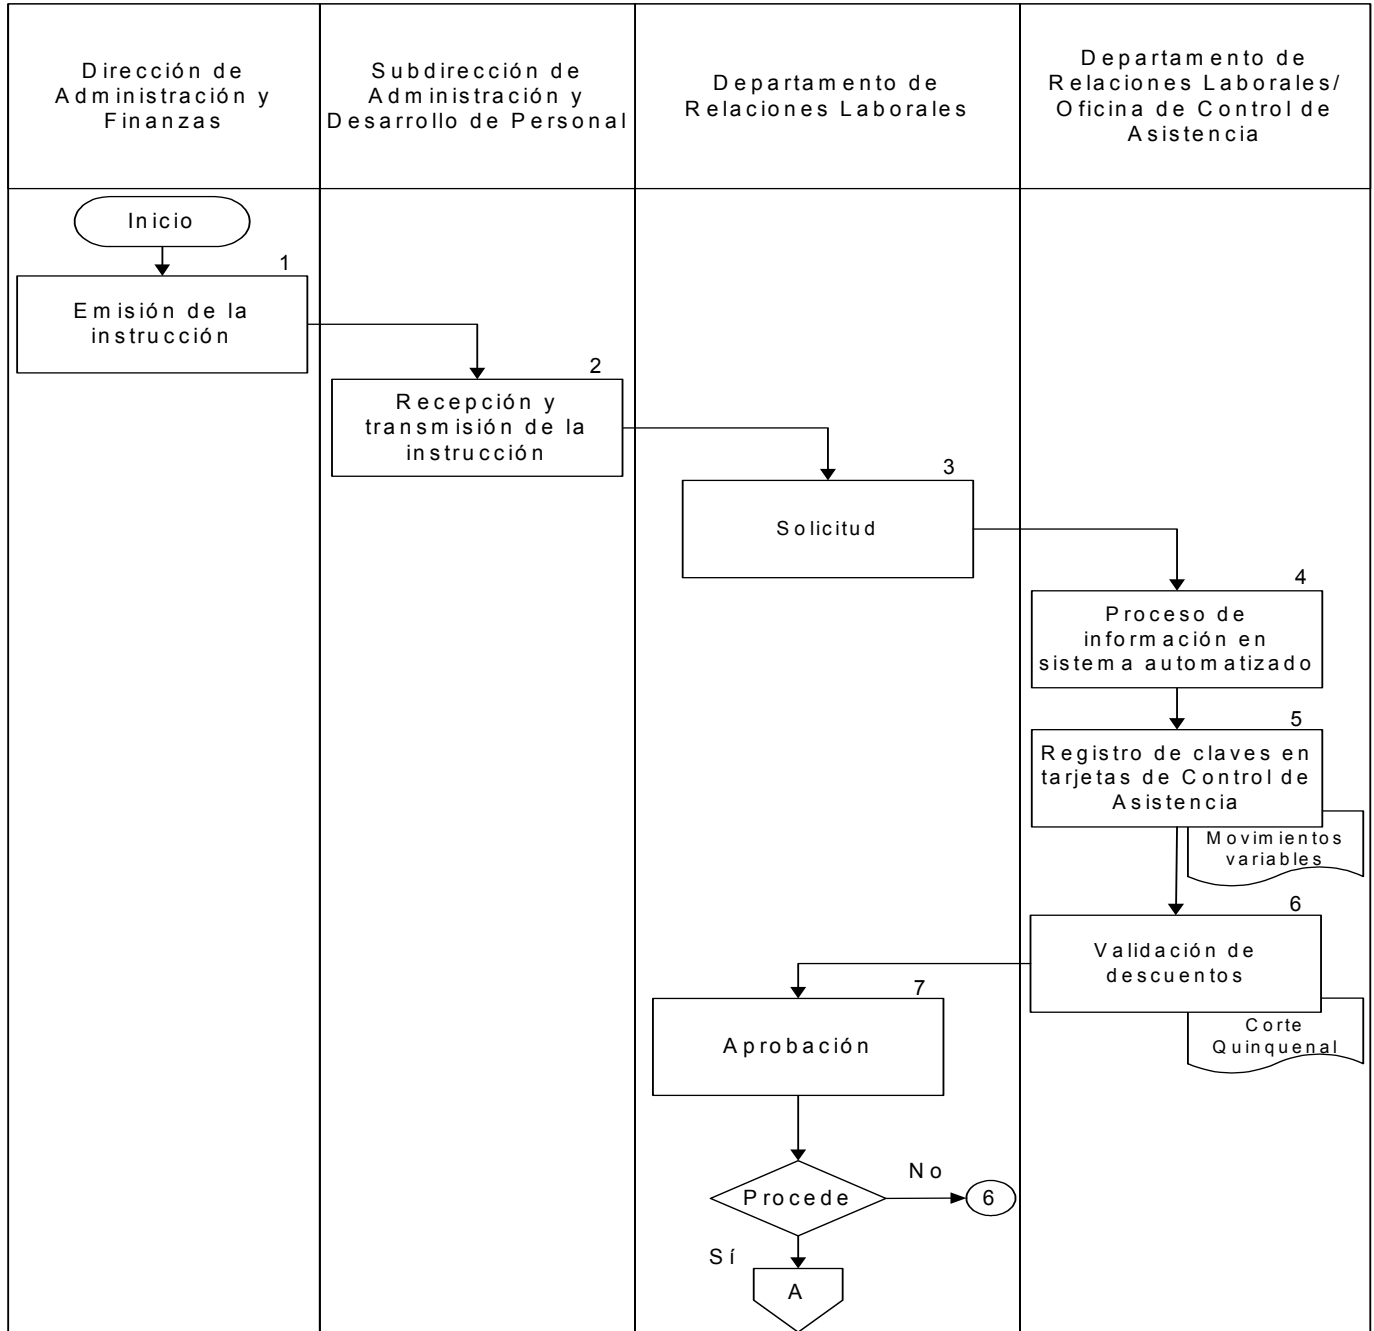 Dirección de
Administración y
Finanzas
Subdirección de
Administración y
Desarrollo de Personal
Departamento de
Relaciones Laborales
Departamento de
Relaciones Laborales/
Oficina de Control de
Asistencia
Inicio
1
Emisión de la
instrucción
2
Recepción y
transmisión de la
instrucción
3
Solicitud
4
Proceso de
información en
sistema automatizado
5
Registro de claves en
tarjetas de Control de
Asistencia
Movimientos
variables
6
Validación de
descuentos
Corte
Quinquenal
7
Aprobación
Procede
No
6
Sí
A